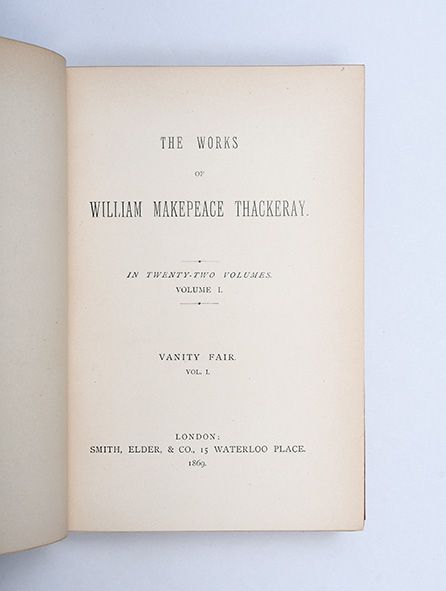 THE WORKS
OF
WILLIAM MAKEPEACE THACKERAY.
IN TWENTY-TWO VOLUMES.
VOLUME I.
VANITY FAIR.
VOL. I.
LONDON:
SMITH, ELDER, & CO., 15 WATERLOO PLACE.
1869.